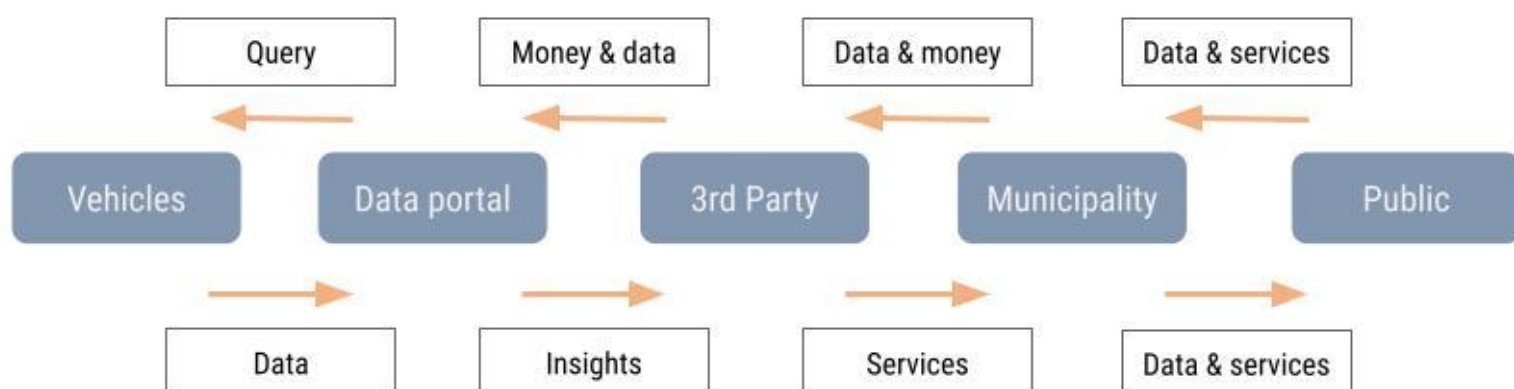 Query
Money & data
Data & money
Data & services
Vehicles
Data portal
3rd Party
Municipality
Public
Data
Insights
Services
Data & services